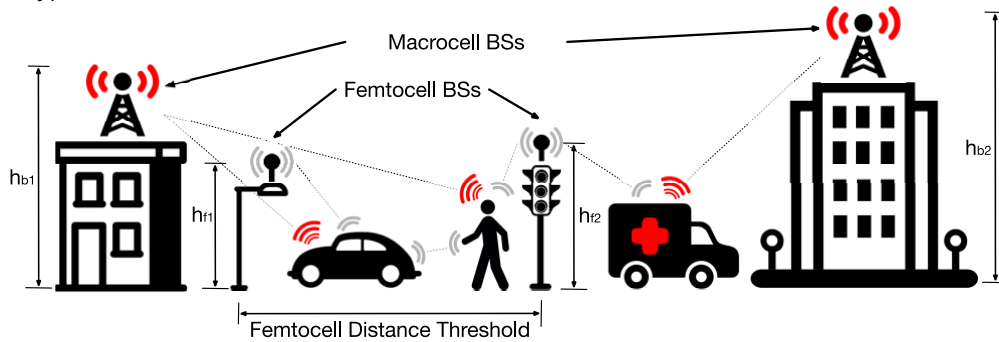 Macrocell BSs
Femtocell BSs
hb1
hf1
hf2
hb2
Femtocell Distance Threshold